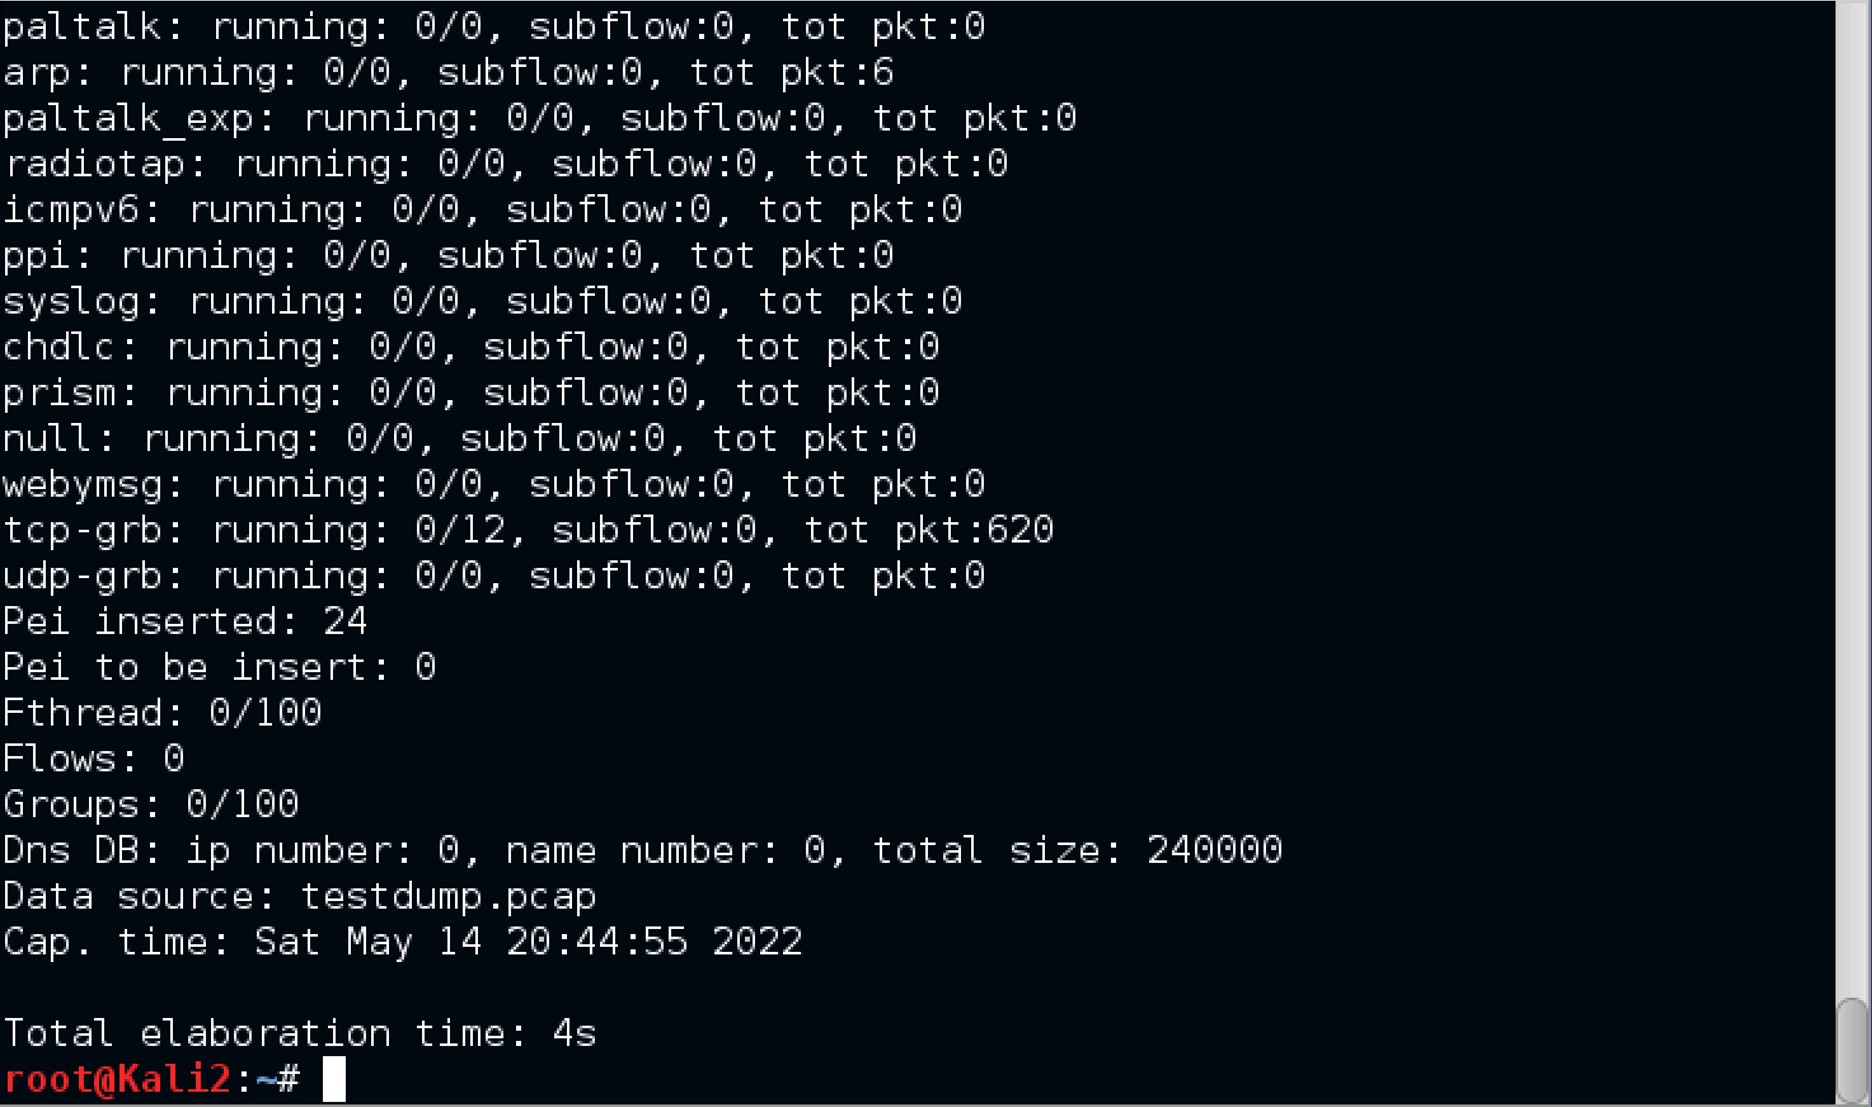 paltalk: running: 0/0, subflow:0, tot pkt:0
arp: running: 0/0, subflow:0, tot pkt:6
paltalk_exp: running: 0/0, subflow:0, tot pkt:0
radiotap: running: 0/0, subflow:0, tot pkt:0
icmpv6: running: 0/0, subflow:0, tot pkt:0
ppi: running: 0/0, subflow:0, tot pkt:0
syslog: running: 0/0, subflow:0, tot pkt:0
chdlc: running: 0/0, subflow:0, tot pkt:0
prism: running: 0/0, subflow:0, tot pkt:0
null: running: 0/0, subflow:0, tot pkt:0
webymsg: running: 0/0, subflow:0, tot pkt:0
tcp-grb: running: 0/12, subflow:0, tot pkt:620
udp-grb: running: 0/0, subflow:0, tot pkt:0
Pei inserted: 24
Pei to be insert: 0
Fthread: 0/100
Flows: 0
Groups: 0/100
Dns DB: ip number: 0, name number: 0, total size: 240000
Data source: testdump.pcap
Cap. time: Sat May 14 20:44:55 2022
Total elaboration time: 4s
root@Kali2:~#